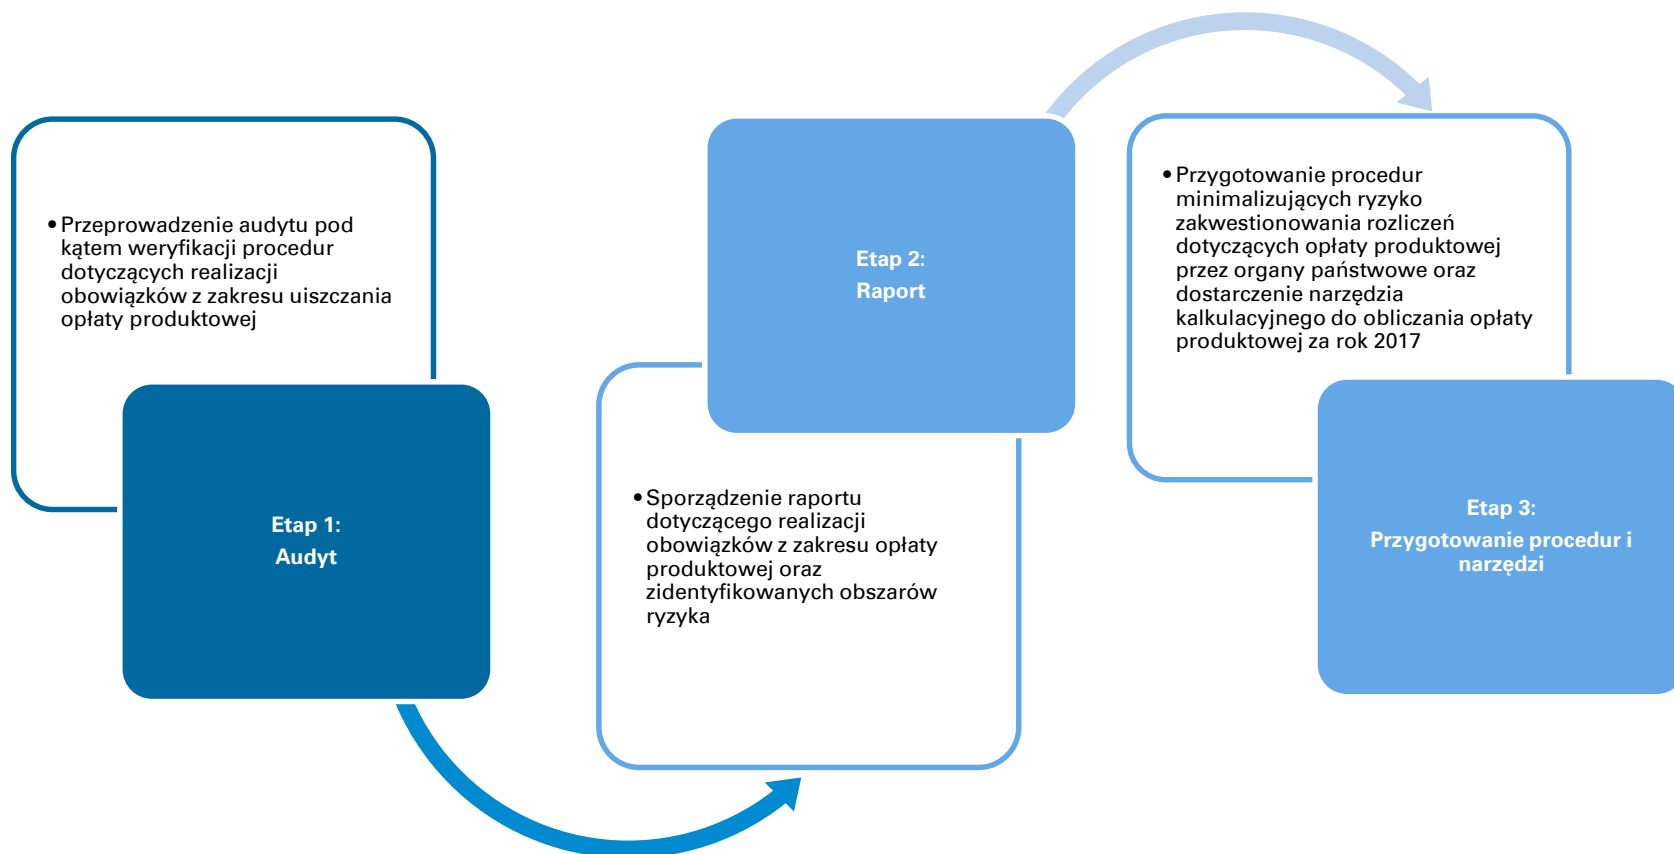 •Przeprowadzenie audytu pod
kątem weryfikacji procedur
dotyczących realizacji
obowiązków z zakresu uiszczania
opłaty produktowej
Etap 1:
Audyt
Etap 2:
Raport
•Sporządzenie raportu
dotyczącego realizacji
obowiązków z zakresu opłaty
produktowej oraz
zidentyfikowanych obszarów
ryzyka
•Przygotowanie procedur
minimalizujących ryzyko
zakwestionowania rozliczeń
dotyczących opłaty produktowej
przez organy państwowe oraz
dostarczenie narzędzia
kalkulacyjnego do obliczania opłaty
produktowej za rok 2017
Etap 3:
Przygotowanie procedur i
narzędzi